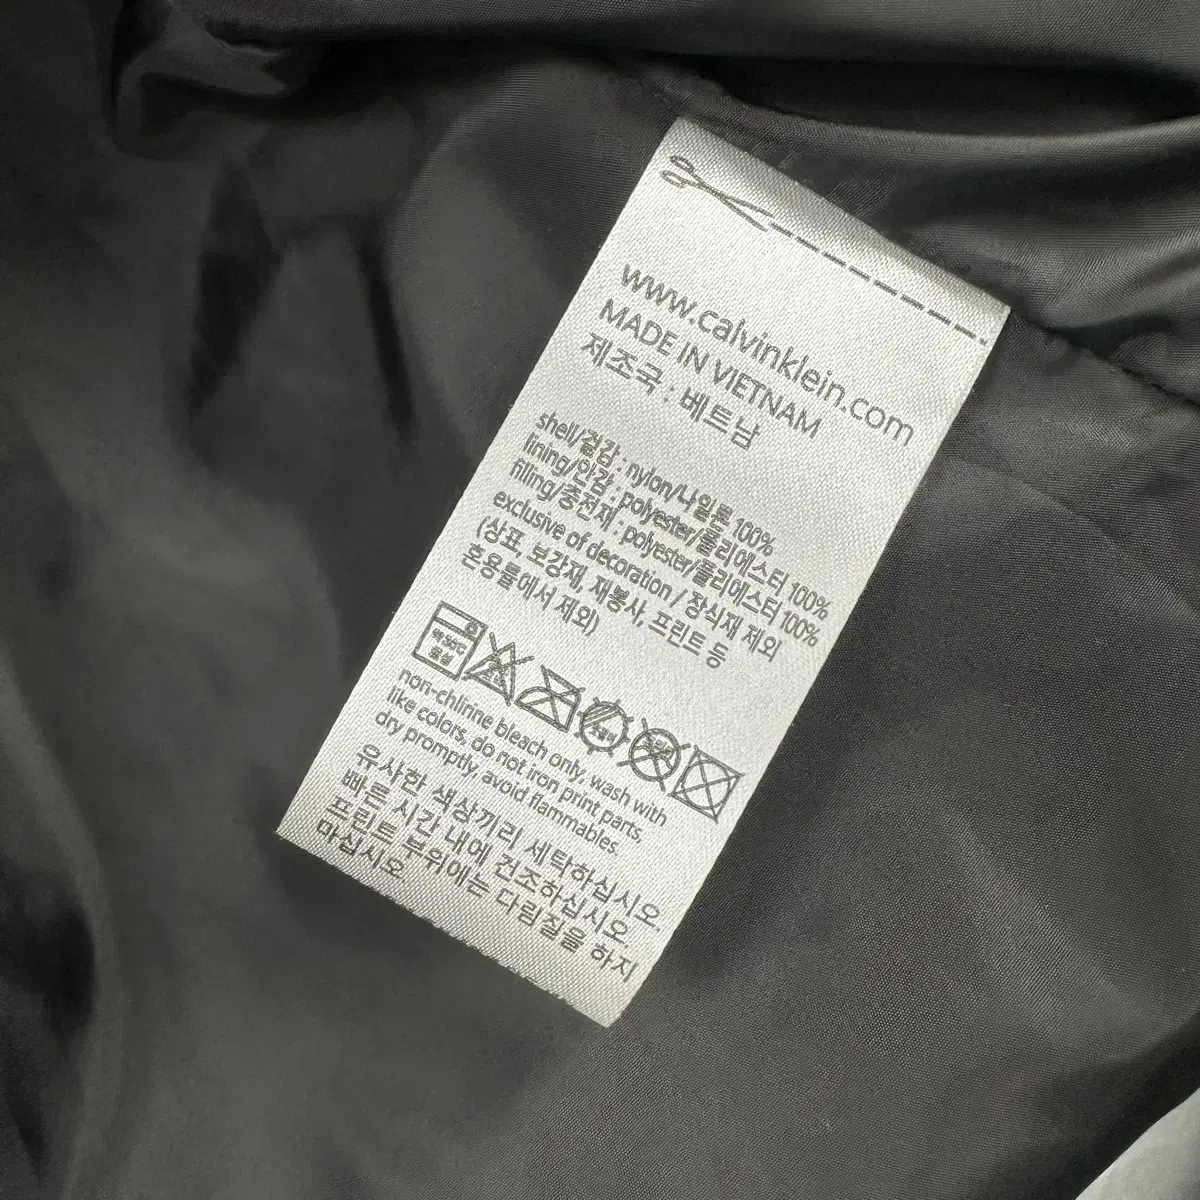 www.calvinklein.com
MADE IN VIETNAM
제조국 : 베트남
shell/겉감 : nylon/나일론 100%
lining/안감 : polyester/폴리에스터 100%
filling/충전재 : polyester/폴리에스터 100%
exclusive of decoration / 장식재 제외
(상표, 보강재, 재봉사, 프린트 등
혼용률에서 제외)
약 30℃
중성
non-chlirine bleach only, wash with
like colors, do not iron print parts,
dry promptly, avoid flammables.
유사한 색상끼리 세탁하십시오
빠른 시간 내에 건조하십시오
프린트 부위에는 다림질을 하지
마십시오